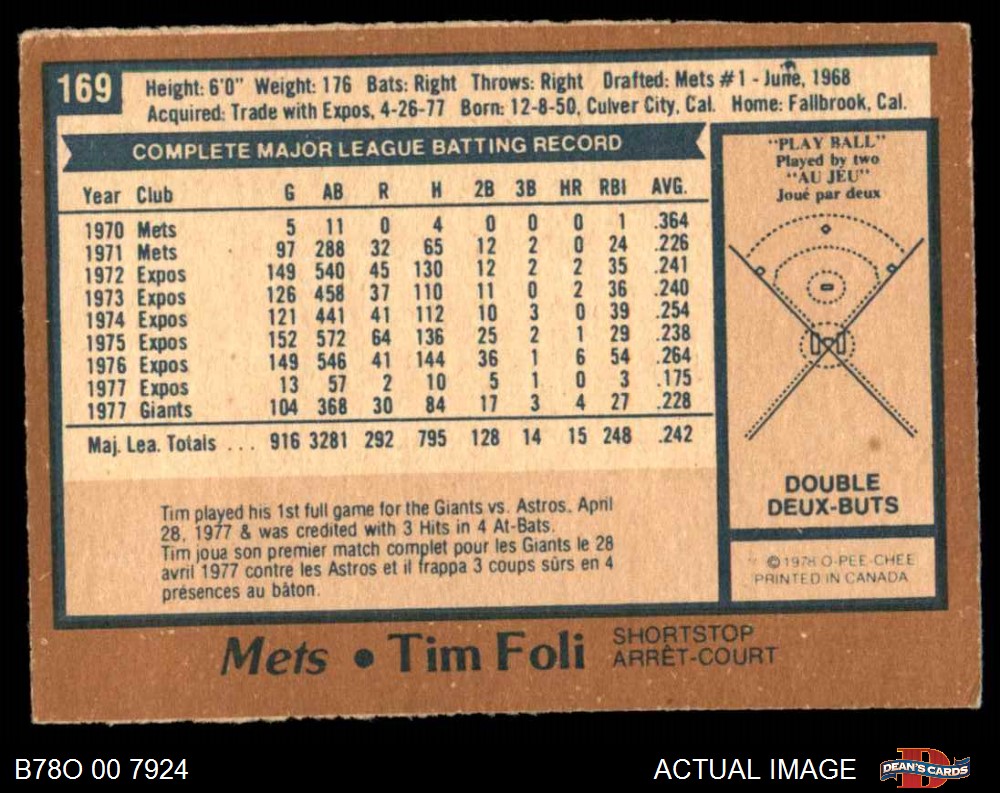 169
Height: 6'0" Weight: 176 Bats: Right Throws: Right Drafted: Mets #1 - June, 1968
Acquired: Trade with Expos, 4-26-77 Born: 12-8-50, Culver City, Cal. Home: Fallbrook, Cal.
COMPLETE MAJOR LEAGUE BATTING RECORD
Year Club G AB R H 2B 3B HR RBI AVG.
1970 Mets 5 11 0 4 0 0 0 1 .364
1971 Mets 97 288 32 65 12 2 0 24 .226
1972 Expos 149 540 45 130 12 2 2 35 .241
1973 Expos 126 458 37 110 11 0 2 36 .240
1974 Expos 121 441 41 112 10 3 0 39 .254
1975 Expos 152 572 64 136 25 2 1 29 .238
1976 Expos 149 546 41 144 36 1 6 54 .264
1977 Expos 13 57 2 10 5 1 0 3 .175
1977 Giants 104 368 30 84 17 3 4 27 .228
Maj. Lea. Totals ... 916 3281 292 795 128 14 15 248 .242
Tim played his 1st full game for the Giants vs. Astros, April
28, 1977 & was credited with 3 Hits in 4 At-Bats.
Tim joua son premier match complet pour les Giants le 28
avril 1977 contre les Astros et il frappa 3 coups sûrs en 4
présences au bâton.
"PLAY BALL"
Played by two
"AU JEU"
Joué par deux
DOUBLE
DEUX-BUTS
©1978 O-PEE-CHEE
PRINTED IN CANADA
Mets • Tim Foli
SHORTSTOP
ARRÊT-COURT
B78O 00 7924
ACTUAL IMAGE
DEAN'S CARDS